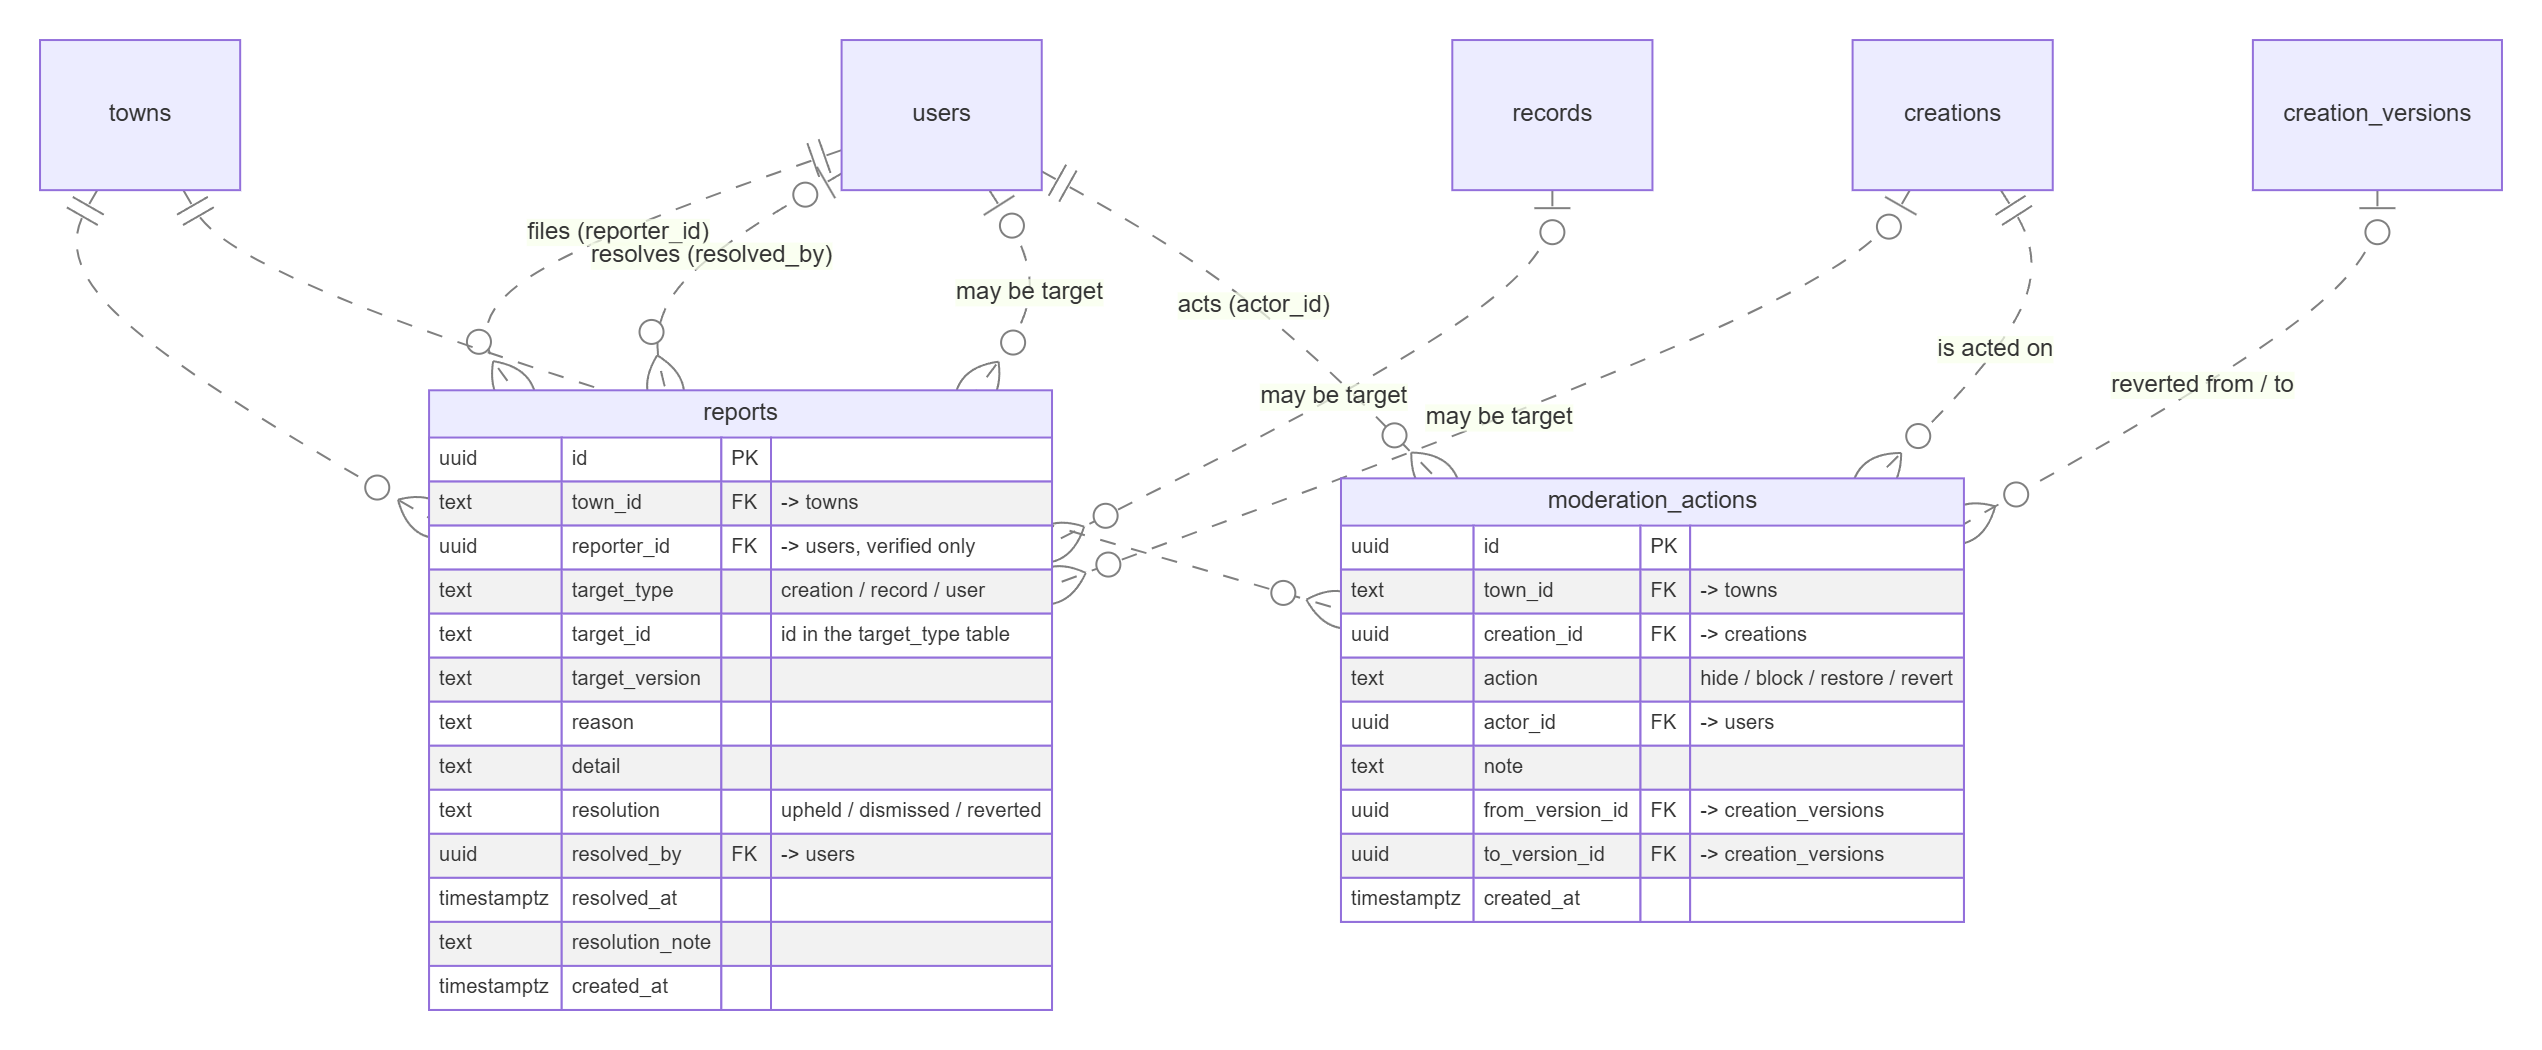 towns
users
records
creations
creation_versions
files (reporter_id)
resolves (resolved_by)
may be target
acts (actor_id)
may be target
may be target
is acted on
reverted from / to
reports
uuid id PK
text town_id FK -> towns
uuid reporter_id FK -> users, verified only
text target_type creation / record / user
text target_id id in the target_type table
text target_version
text reason
text detail
text resolution upheld / dismissed / reverted
uuid resolved_by FK -> users
timestamptz resolved_at
text resolution_note
timestamptz created_at
moderation_actions
uuid id PK
text town_id FK -> towns
uuid creation_id FK -> creations
text action hide / block / restore / revert
uuid actor_id FK -> users
text note
uuid from_version_id FK -> creation_versions
uuid to_version_id FK -> creation_versions
timestamptz created_at